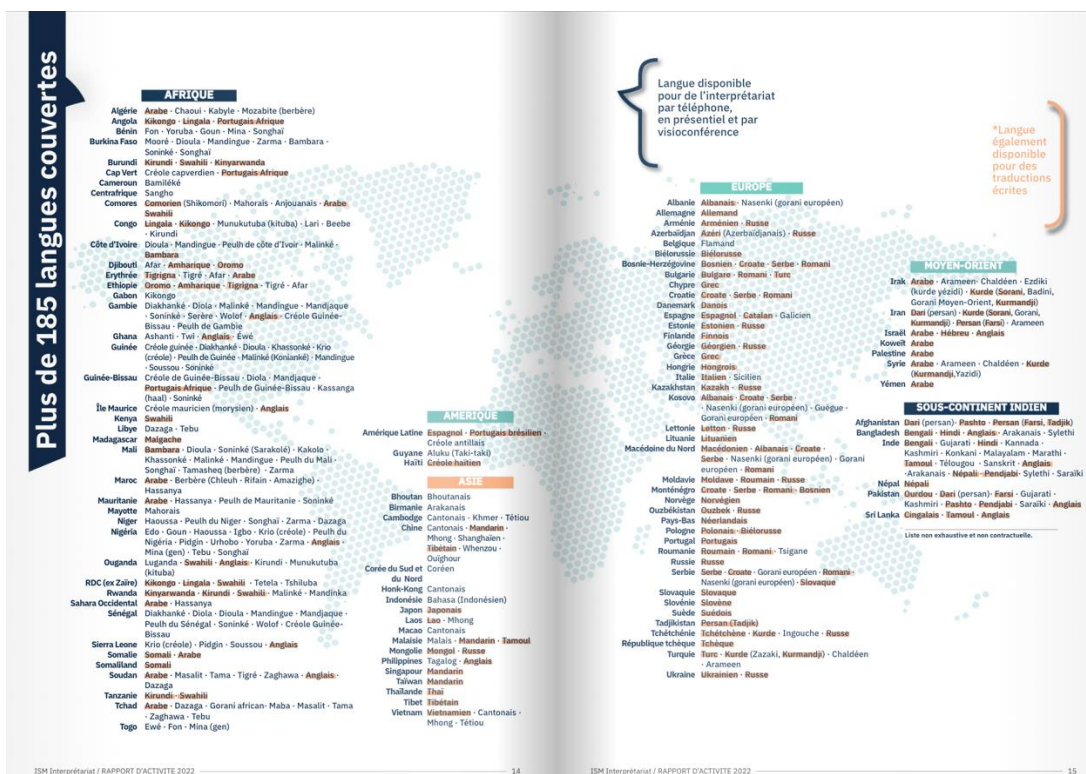 Plus de 185 langues couvertes
AFRIQUE
Algérie Arabe · Chaoui · Kabyle · Mozabite (berbère)
Angola Kikongo · Lingala · Portugais Afrique
Bénin Fon · Yoruba · Goun · Mina · Songhaï
Burkina Faso Mooré · Dioula · Mandingue · Zarma · Bambara ·
Soninké · Songhaï
Burundi Kirundi · Swahili · Kinyarwanda
Cap Vert Créole capverdien · Portugais Afrique
Cameroun Bamiléké
Centrafrique Sangho
Comores Comorien (Shikomori) · Mahorais · Anjouanais · Arabe
Swahili
Congo Lingala · Kikongo · Munukutuba (kituba) · Lari · Beebe
· Kirundi
Côte d'Ivoire Dioula · Mandingue · Peulh de côte d'Ivoir · Malinké ·
Bambara
Djibouti Afar · Amharique · Oromo
Erythrée Tigrigna · Tigré · Afar · Arabe
Ethiopie Oromo · Amharique · Tigrigna · Tigré · Afar
Gabon Kikongo
Gambie Diakhanké · Diola · Malinké · Mandingue · Mandjaque
· Soninké · Serère · Wolof · Anglais · Créole Guinée-
Bissau · Peulh de Gambie
Ghana Ashanti · Twi · Anglais · Éwé
Guinée Créole guinée · Diakhanké · Dioula · Khassonké · Krio
(créole) · Peulh de Guinée · Malinké (Konianké) · Mandingue
· Soussou · Soninké
Guinée-Bissau Créole de Guinée-Bissau · Diola · Mandjaque ·
Portugais Afrique · Peulh de Guinée-Bissau · Kassanga
(haal) · Soninké
Île Maurice Créole mauricien (morysien) · Anglais
Kenya Swahili
Libye Dazaga · Tebu
Madagascar Malgache
Mali Bambara · Dioula · Soninké (Sarakolé) · Kakolo ·
Khassonké · Malinké · Mandingue · Peulh du Mali ·
Songhaï · Tamasheq (berbère) · Zarma
Maroc Arabe · Berbère (Chleuh · Rifain · Amazighe) ·
Hassanya
Mauritanie Arabe · Hassanya · Peulh de Mauritanie · Soninké
Mayotte Mahorais
Niger Haoussa · Peulh du Niger · Songhaï · Zarma · Dazaga
Nigéria Edo · Goun · Haoussa · Igbo · Krio (créole) · Peulh du
Nigéria · Pidgin · Urhobo · Yoruba · Zarma · Anglais ·
Mina (gen) · Tebu · Songhaï
Ouganda Luganda · Swahili · Anglais · Kirundi · Munukutuba
(kituba)
RDC (ex Zaïre) Kikongo · Lingala · Swahili · Tetela · Tshiluba
Rwanda Kinyarwanda · Kirundi · Swahili · Malinké · Mandinka
Sahara Occidental Arabe · Hassanya
Sénégal Diakhanké · Diola · Dioula · Mandingue · Mandjaque ·
Peulh du Sénégal · Soninké · Wolof · Créole Guinée-
Bissau
Sierra Leone Krio (créole) · Pidgin · Soussou · Anglais
Somalie Somali · Arabe
Somaliland Somali
Soudan Arabe · Masalit · Tama · Tigré · Zaghawa · Anglais ·
Dazaga
Tanzanie Kirundi · Swahili
Tchad Arabe · Dazaga · Gorani african · Maba · Masalit · Tama
· Zaghawa · Tebu
Togo Ewé · Fon · Mina (gen)
AMERIQUE
Amérique Latine Espagnol · Portugais brésilien ·
Créole antillais
Guyane Aluku (Taki-taki)
Haïti Créole haïtien
ASIE
Bhoutan Bhoutanais
Birmanie Arakanais
Cambodge Cantonais · Khmer · Tétiou
Chine Cantonais · Mandarin ·
Mhong · Shanghaïen ·
Tibétain · Whenzou ·
Ouïghour
Corée du Sud et Coréen
du Nord
Honk-Kong Cantonais
Indonésie Bahasa (Indonésien)
Japon Japonais
Laos Lao · Mhong
Macao Cantonais
Malaisie Malais · Mandarin · Tamoul
Mongolie Mongol · Russe
Philippines Tagalog · Anglais
Singapour Mandarin
Taïwan Mandarin
Thaïlande Thaï
Tibet Tibétain
Vietnam Vietnamien · Cantonais ·
Mhong · Tétiou
ISM Interprétariat / RAPPORT D'ACTIVITE 2022
14
Langue disponible
pour de l'interprétariat
par téléphone,
en présentiel et par
visioconférence
*Langue
également
disponible
pour des
traductions
écrites
EUROPE
Albanie Albanais · Nasenki (gorani européen)
Allemagne Allemand
Arménie Arménien · Russe
Azerbaïdjan Azéri (Azerbaïdjanais) · Russe
Belgique Flamand
Biélorussie Biélorusse
Bosnie-Herzégovine Bosnien · Croate · Serbe · Romani
Bulgarie Bulgare · Romani · Turc
Chypre Grec
Croatie Croate · Serbe · Romani
Danemark Danois
Espagne Espagnol · Catalan · Galicien
Estonie Estonien · Russe
Finlande Finnois
Géorgie Géorgien · Russe
Grèce Grec
Hongrie Hongrois
Italie Italien · Sicilien
Kazakhstan Kazakh · Russe
Kosovo Albanais · Croate · Serbe ·
· Nasenki (gorani européen) · Guègue ·
Gorani européen · Romani
Lettonie Letton · Russe
Lituanie Lituanien
Macédoine du Nord Macédonien · Albanais · Croate ·
Serbe · Nasenki (gorani européen) · Gorani
européen · Romani
Moldavie Moldave · Roumain · Russe
Monténégro Croate · Serbe · Romani · Bosnien
Norvège Norvégien
Ouzbékistan Ouzbek · Russe
Pays-Bas Néerlandais
Pologne Polonais · Biélorusse
Portugal Portugais
Roumanie Roumain · Romani · Tsigane
Russie Russe
Serbie Serbe · Croate · Gorani européen · Romani ·
Nasenki (gorani européen) · Slovaque
Slovaquie Slovaque
Slovénie Slovène
Suède Suédois
Tadjikistan Persan (Tadjik)
Tchétchénie Tchétchène · Kurde · Ingouche · Russe
République tchèque Tchèque
Turquie Turc · Kurde (Zazaki, Kurmandji) · Chaldéen
· Arameen
Ukraine Ukrainien · Russe
MOYEN-ORIENT
Irak Arabe · Arameen · Chaldéen · Ezdiki
(kurde yézidi) · Kurde (Sorani, Badini,
Gorani Moyen-Orient, Kurmandji)
Iran Dari (persan) · Kurde (Sorani, Gorani,
Kurmandji) · Persan (Farsi) · Arameen
Israël Arabe · Hébreu · Anglais
Koweït Arabe
Palestine Arabe
Syrie Arabe · Arameen · Chaldéen · Kurde
(Kurmandji,Yazidi)
Yémen Arabe
SOUS-CONTINENT INDIEN
Afghanistan Dari (persan) · Pashto · Persan (Farsi, Tadjik)
Bangladesh Bengali · Hindi · Anglais · Arakanais · Sylethi
Inde Bengali · Gujarati · Hindi · Kannada ·
Kashmiri · Konkani · Malayalam · Marathi ·
Tamoul · Télougou · Sanskrit · Anglais
· Arakanais · Népali · Pendjabi · Sylethi · Saraïki
Népal Népali
Pakistan Ourdou · Dari (persan) · Farsi · Gujarati ·
Kashmiri · Pashto · Pendjabi · Saraïki · Anglais
Sri Lanka Cingalais · Tamoul · Anglais
Liste non exhaustive et non contractuelle.
ISM Interprétariat / RAPPORT D'ACTIVITE 2022
15